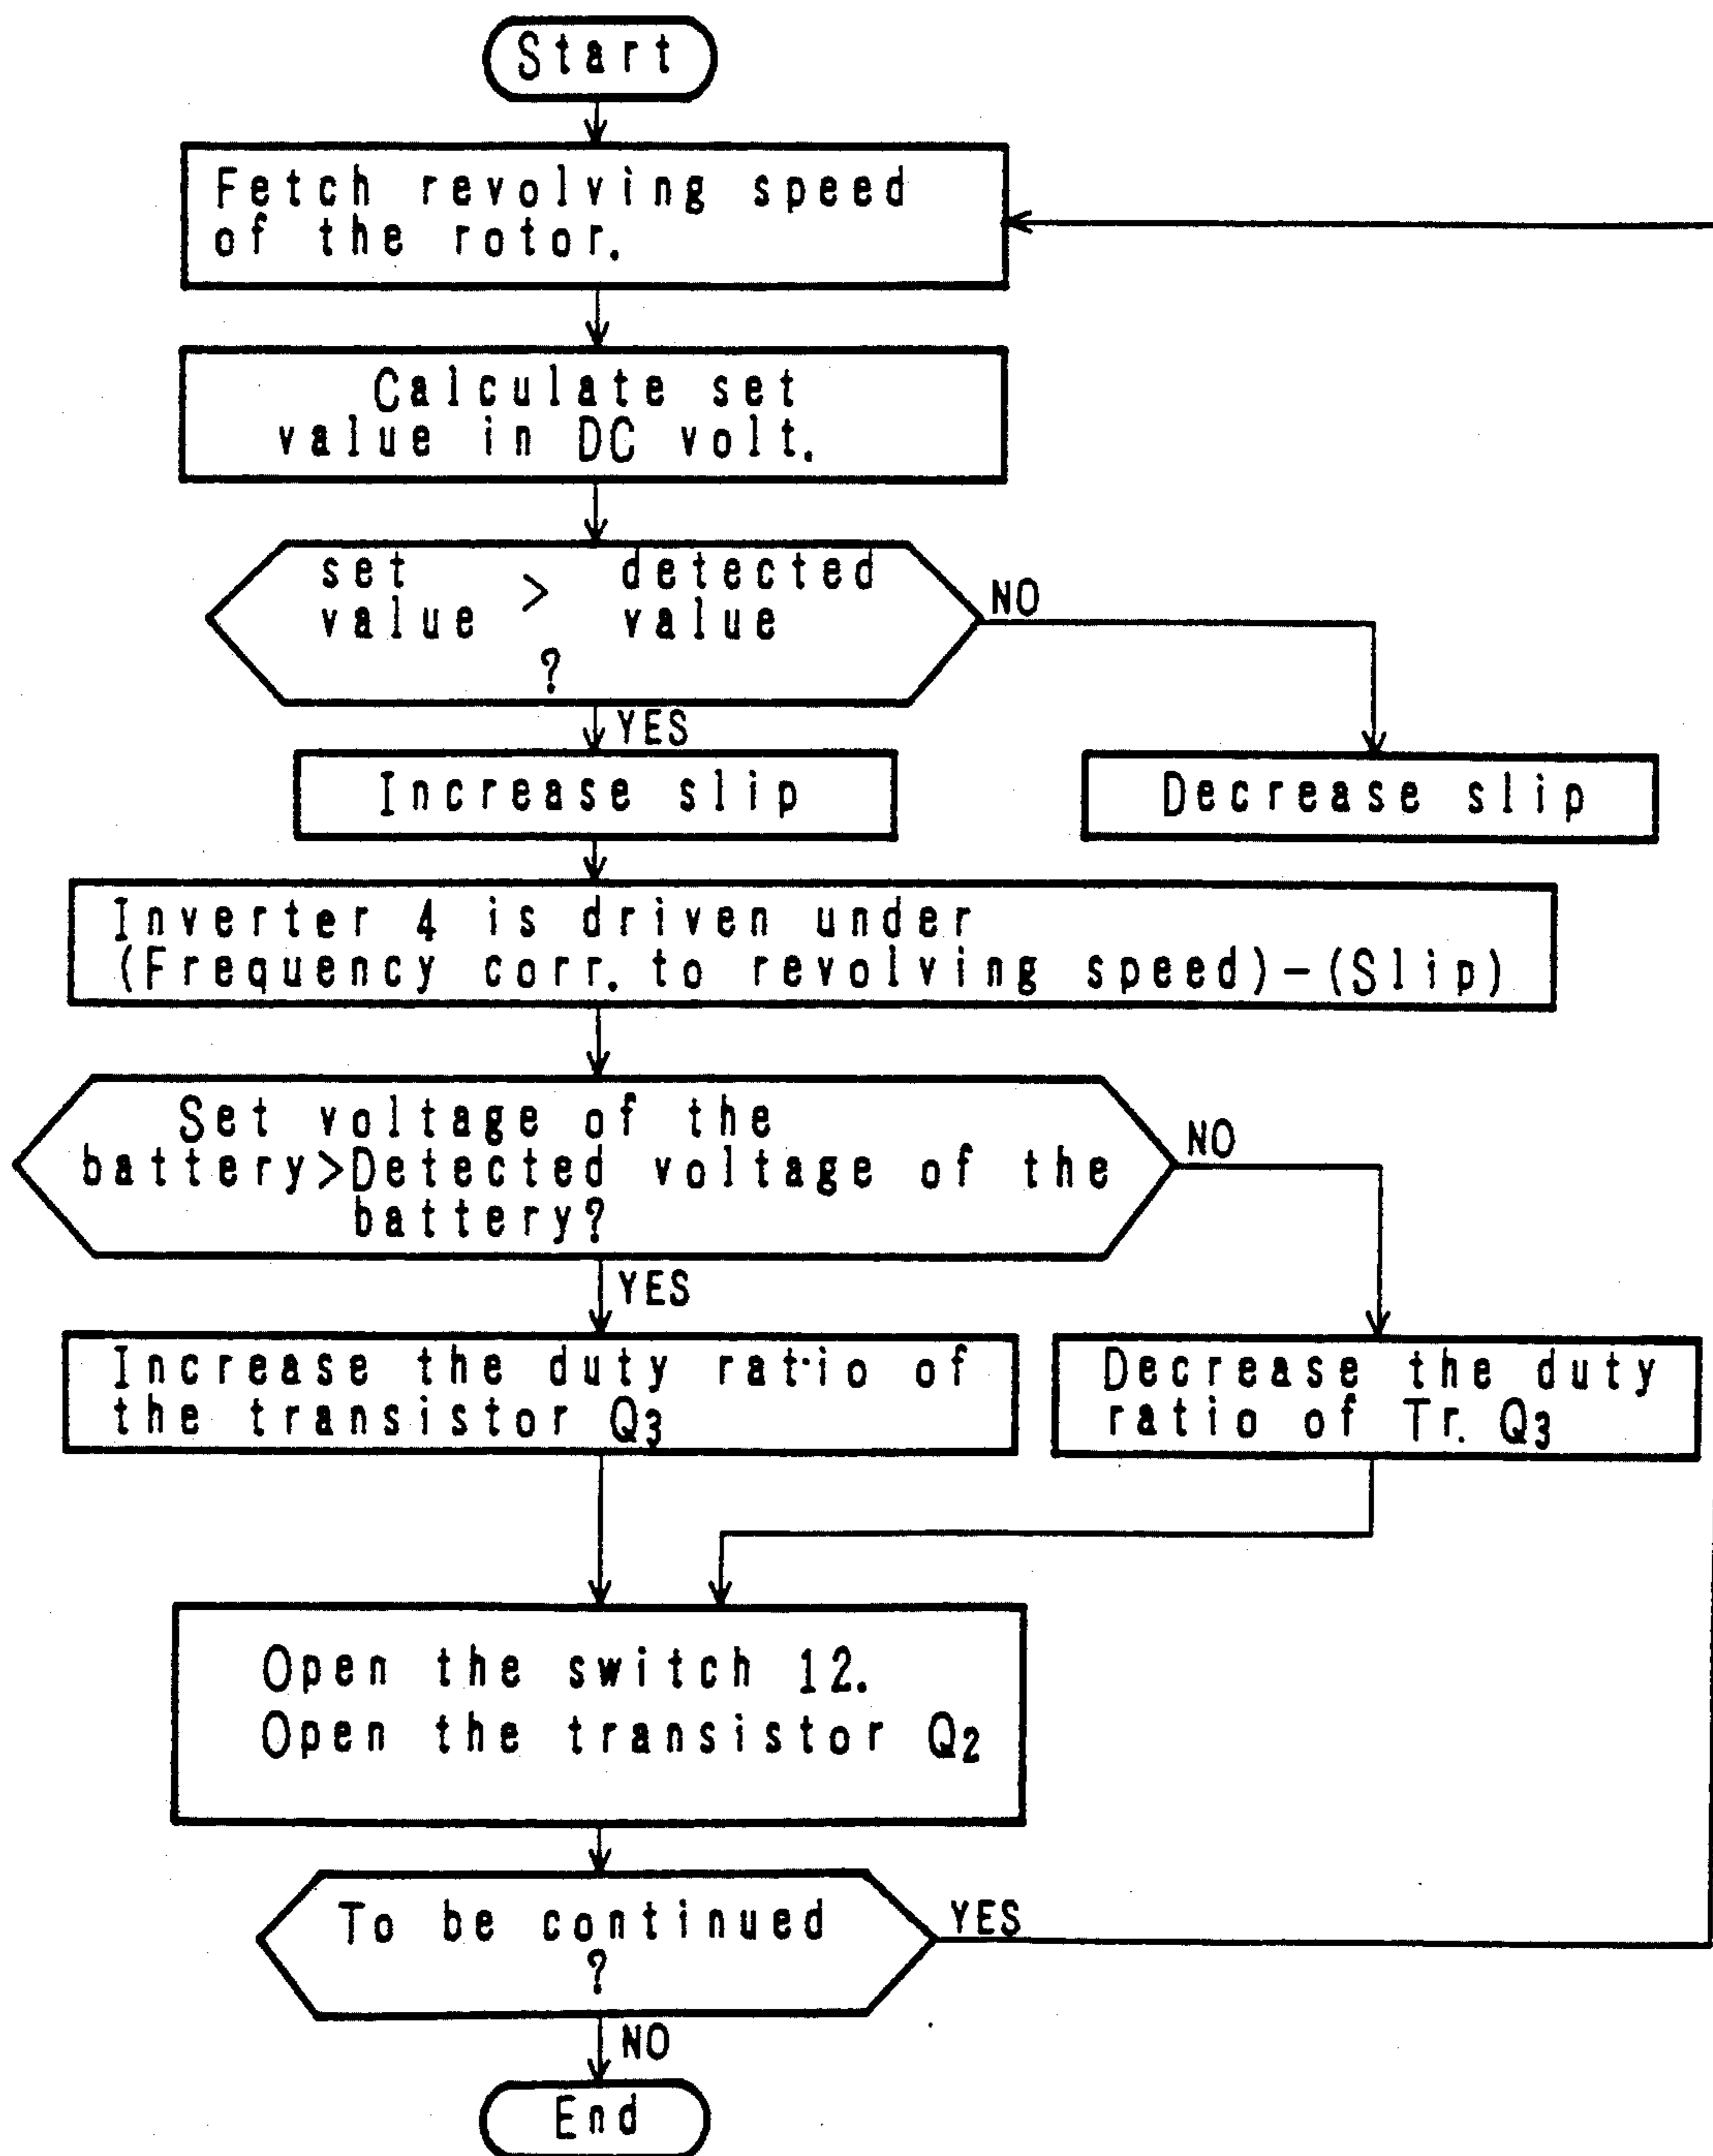 Start
Fetch revolving speed
of the rotor.
Calculate set
value in DC volt.
set > detected
value value
?
NO
YES
Increase slip
Decrease slip
Inverter 4 is driven under
(Frequency corr. to revolving speed)-(Slip)
Set voltage of the
battery>Detected voltage of the
battery?
NO
YES
Increase the duty ratio of
the transistor Q3
Decrease the duty
ratio of Tr. Q3
Open the switch 12.
Open the transistor Q2
To be continued
?
YES
NO
End